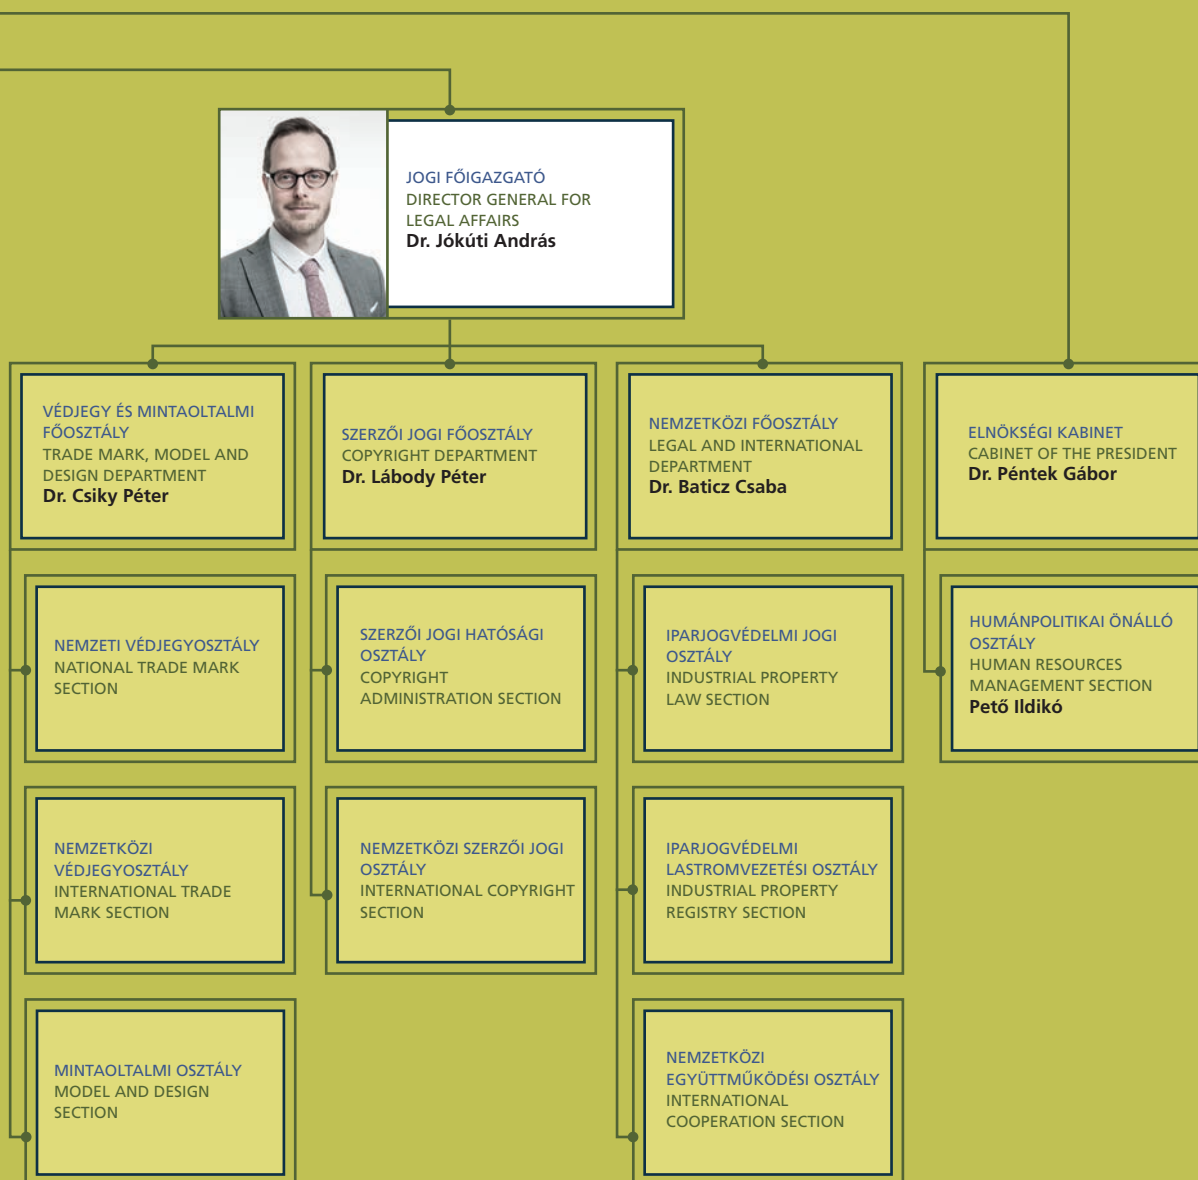 JOGI FŐIGAZGATÓ
DIRECTOR GENERAL FOR
LEGAL AFFAIRS
Dr. Jókúti András
VÉDJEGY ÉS MINTAOLTALMI
FŐOSZTÁLY
TRADE MARK, MODEL AND
DESIGN DEPARTMENT
Dr. Csiky Péter
NEMZETI VÉDJEGYOSZTÁLY
NATIONAL TRADE MARK
SECTION
NEMZETKÖZI
VÉDJEGYOSZTÁLY
INTERNATIONAL TRADE
MARK SECTION
MINTAOLTALMI OSZTÁLY
MODEL AND DESIGN
SECTION
SZERZŐI JOGI FŐOSZTÁLY
COPYRIGHT DEPARTMENT
Dr. Lábody Péter
SZERZŐI JOGI HATÓSÁGI
OSZTÁLY
COPYRIGHT
ADMINISTRATION SECTION
NEMZETKÖZI SZERZŐI JOGI
OSZTÁLY
INTERNATIONAL COPYRIGHT
SECTION
NEMZETKÖZI FŐOSZTÁLY
LEGAL AND INTERNATIONAL
DEPARTMENT
Dr. Baticz Csaba
IPARJOGVÉDELMI JOGI
OSZTÁLY
INDUSTRIAL PROPERTY
LAW SECTION
IPARJOGVÉDELMI
LASTROMVEZETÉSI OSZTÁLY
INDUSTRIAL PROPERTY
REGISTRY SECTION
NEMZETKÖZI
EGYÜTTMŰKÖDÉSI OSZTÁLY
INTERNATIONAL
COOPERATION SECTION
ELNÖKSÉGI KABINET
CABINET OF THE PRESIDENT
Dr. Péntek Gábor
HUMÁNPOLITIKAI ÖNÁLLÓ
OSZTÁLY
HUMAN RESOURCES
MANAGEMENT SECTION
Pető Ildikó